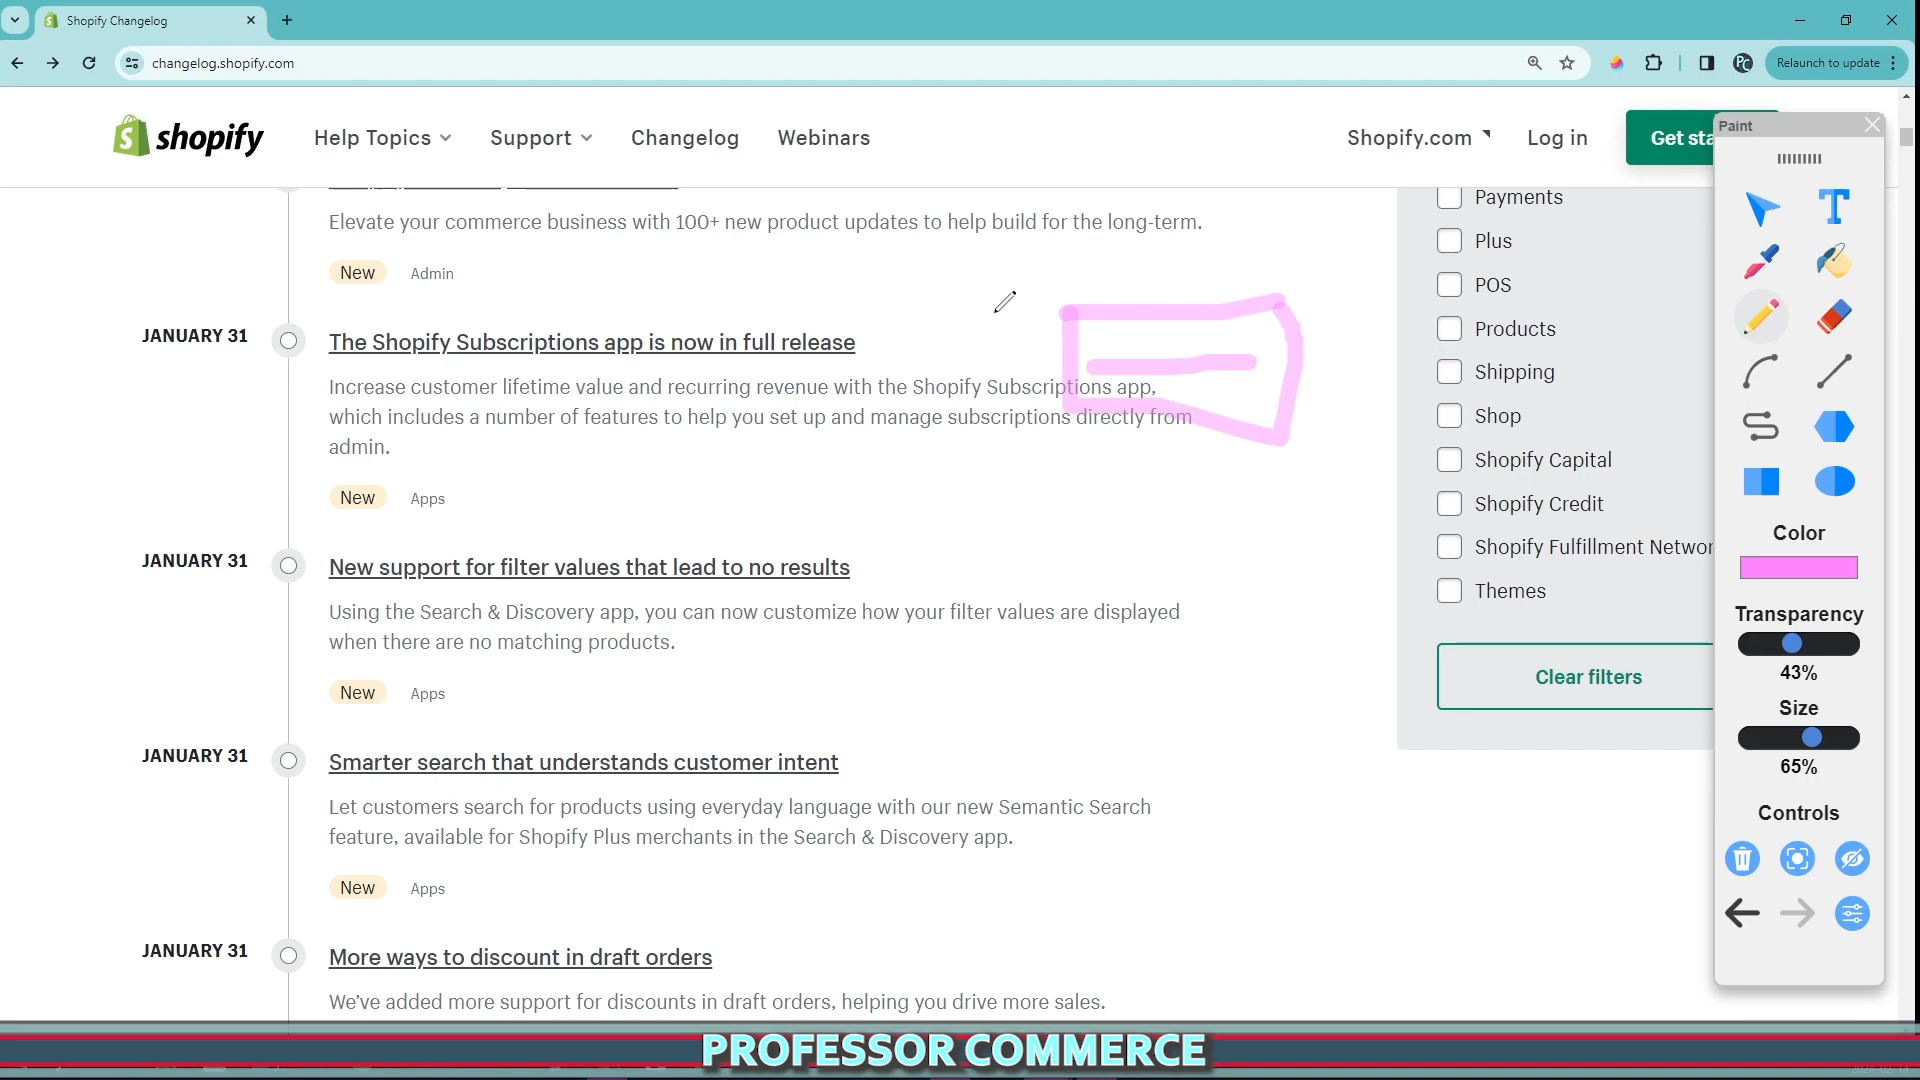 Shopify Changelog
changelog.shopify.com
Relaunch to update
shopify
Help Topics
Support
Changelog
Webinars
Shopify.com
Log in
Get sta
Elevate your commerce business with 100+ new product updates to help build for the long-term.
New Admin
JANUARY 31
The Shopify Subscriptions app is now in full release
Increase customer lifetime value and recurring revenue with the Shopify Subscriptions app,
which includes a number of features to help you set up and manage subscriptions directly from
admin.
New Apps
JANUARY 31
New support for filter values that lead to no results
Using the Search & Discovery app, you can now customize how your filter values are displayed
when there are no matching products.
New Apps
JANUARY 31
Smarter search that understands customer intent
Let customers search for products using everyday language with our new Semantic Search
feature, available for Shopify Plus merchants in the Search & Discovery app.
New Apps
JANUARY 31
More ways to discount in draft orders
We've added more support for discounts in draft orders, helping you drive more sales.
Payments
Plus
POS
Products
Shipping
Shop
Shopify Capital
Shopify Credit
Shopify Fulfillment Networ
Themes
Clear filters
Paint
T
Color
Transparency
43%
Size
65%
Controls
PROFESSOR COMMERCE